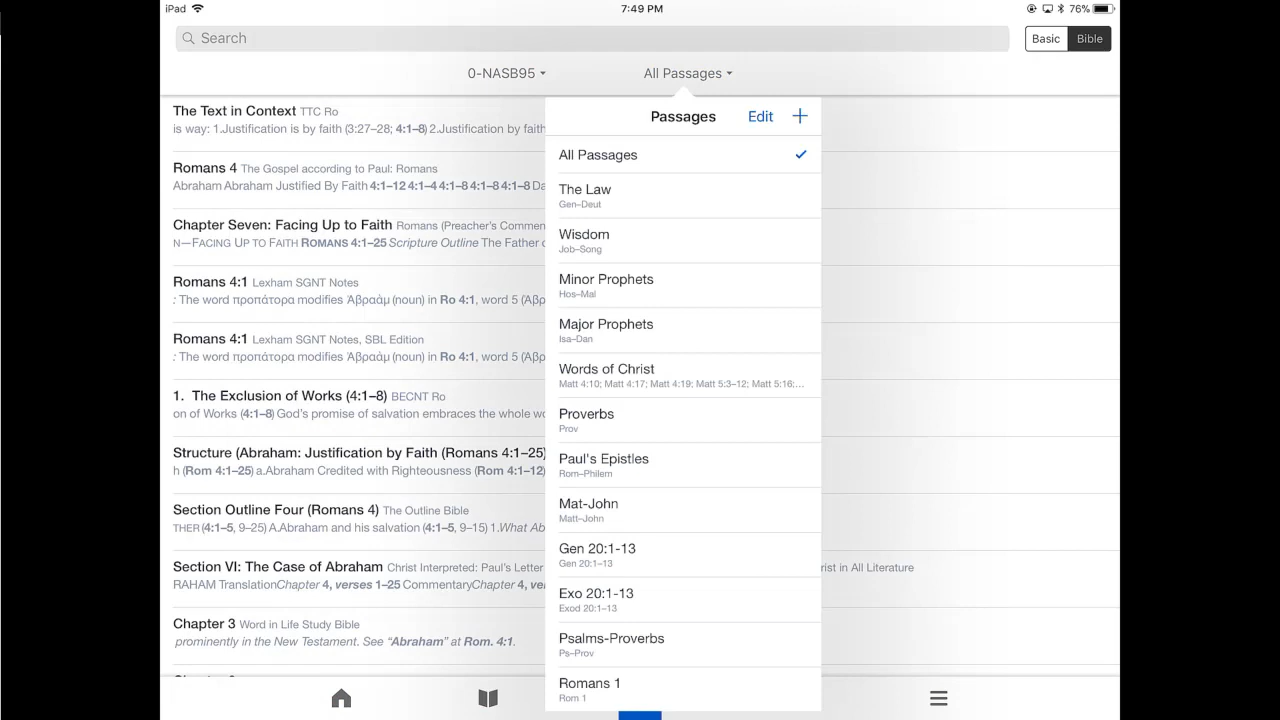 iPad 7:49 PM 76%
Search Basic Bible
0-NASB95 All Passages
The Text in Context TTC Ro
is way: 1.Justification is by faith (3:27–28; 4:1–8) 2.Justification by faith
Romans 4 The Gospel according to Paul: Romans
Abraham Abraham Justified By Faith 4:1–12 4:1–4 4:1–8 4:1–8 4:1–8 Da
Chapter Seven: Facing Up to Faith Romans (Preacher's Commen
N—FACING UP TO FAITH ROMANS 4:1–25 Scripture Outline The Father
Romans 4:1 Lexham SGNT Notes
: The word προπάτορα modifies Ἀβραὰμ (noun) in Ro 4:1, word 5 (Ἀβρ
Romans 4:1 Lexham SGNT Notes, SBL Edition
: The word προπάτορα modifies Ἀβραὰμ (noun) in Ro 4:1, word 5 (Ἀβρ
1. The Exclusion of Works (4:1–8) BECNT Ro
on of Works (4:1–8) God's promise of salvation embraces the whole wo
Structure (Abraham: Justification by Faith (Romans 4:1–25)
h (Rom 4:1–25) a.Abraham Credited with Righteousness (Rom 4:1–12)
Section Outline Four (Romans 4) The Outline Bible
THER (4:1–5, 9–25) A.Abraham and his salvation (4:1–5, 9–15) 1.What Ab
Section VI: The Case of Abraham Christ Interpreted: Paul's Letter rist in All Literature
RAHAM TranslationChapter 4, verses 1–25 CommentaryChapter 4, ve
Chapter 3 Word in Life Study Bible
prominently in the New Testament. See “Abraham” at Rom. 4:1.
Passages Edit +
All Passages
The Law
Gen–Deut
Wisdom
Job–Song
Minor Prophets
Hos–Mal
Major Prophets
Isa–Dan
Words of Christ
Matt 4:10; Matt 4:17; Matt 4:19; Matt 5:3–12; Matt 5:16;...
Proverbs
Prov
Paul's Epistles
Rom–Philem
Mat-John
Matt–John
Gen 20:1-13
Gen 20:1–13
Exo 20:1-13
Exod 20:1–13
Psalms-Proverbs
Ps–Prov
Romans 1
Rom 1